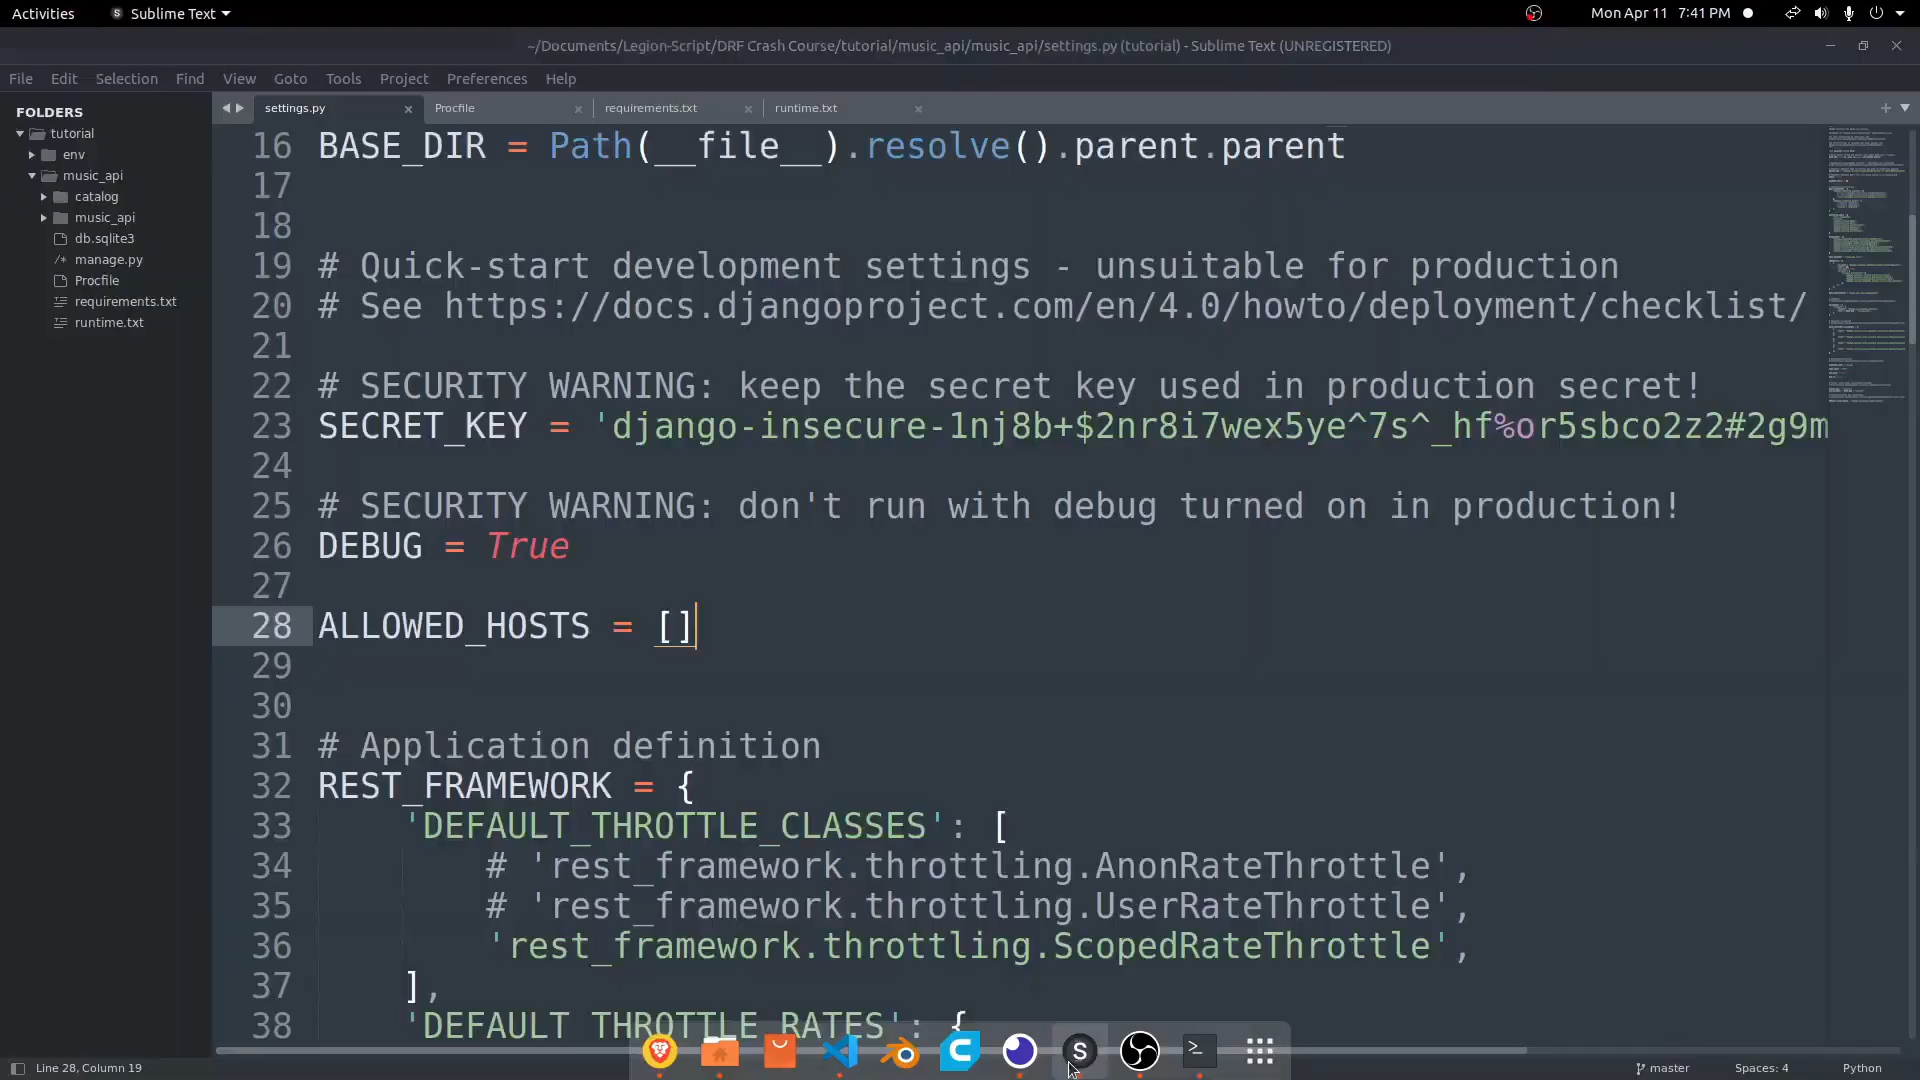 Activities
Sublime Text
Mon Apr 11 7:41 PM
~/Documents/Legion-Script/DRF Crash Course/tutorial/music_api/music_api/settings.py (tutorial) - Sublime Text (UNREGISTERED)
File Edit Selection Find View Goto Tools Project Preferences Help
FOLDERS
tutorial
env
music_api
catalog
music_api
db.sqlite3
manage.py
Procfile
requirements.txt
runtime.txt
settings.py
Procfile
requirements.txt
runtime.txt
16 BASE_DIR = Path(__file__).resolve().parent.parent
17
18
19 # Quick-start development settings - unsuitable for production
20 # See https://docs.djangoproject.com/en/4.0/howto/deployment/checklist/
21
22 # SECURITY WARNING: keep the secret key used in production secret!
23 SECRET_KEY = 'django-insecure-1nj8b+$2nr8i7wex5ye^7s^_hf%or5sbco2z2#2g9m
24
25 # SECURITY WARNING: don't run with debug turned on in production!
26 DEBUG = True
27
28 ALLOWED_HOSTS = []
29
30
31 # Application definition
32 REST_FRAMEWORK = {
33 'DEFAULT_THROTTLE_CLASSES': [
34 # 'rest_framework.throttling.AnonRateThrottle',
35 # 'rest_framework.throttling.UserRateThrottle',
36 'rest_framework.throttling.ScopedRateThrottle',
37 ],
38 'DEFAULT_THROTTLE_RATES': {
Line 28, Column 19
master
Spaces: 4
Python